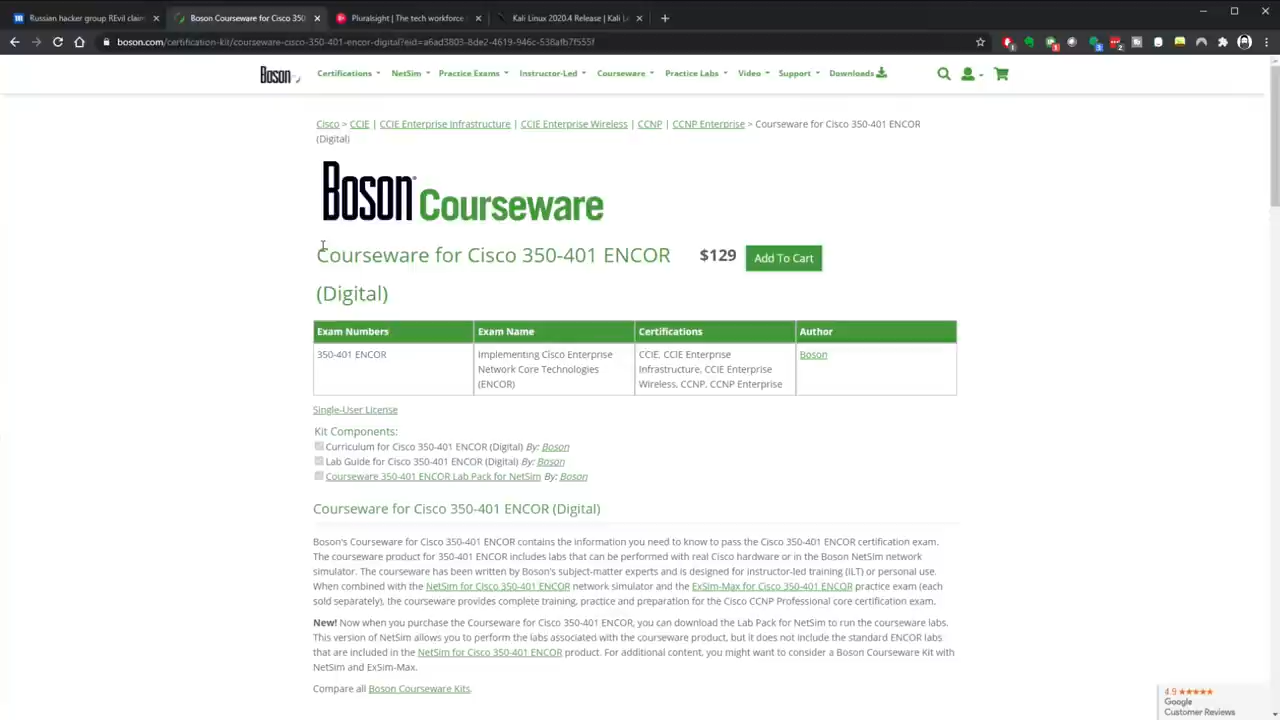 Russian hacker group REvil claim
Boson Courseware for Cisco 350
Pluralsight | The tech workforce
Kali Linux 2020.4 Release | Kali L
boson.com/certification-kit/courseware-cisco-350-401-encor-digital?eid=a6ad3803-8de2-4619-946c-538afb7f555f
Boson Certifications NetSim Practice Exams Instructor-Led Courseware Practice Labs Video Support Downloads
Cisco > CCIE | CCIE Enterprise Infrastructure | CCIE Enterprise Wireless | CCNP | CCNP Enterprise > Courseware for Cisco 350-401 ENCOR
(Digital)
Boson Courseware
Courseware for Cisco 350-401 ENCOR $129 Add To Cart
(Digital)
Exam Numbers Exam Name Certifications Author
350-401 ENCOR Implementing Cisco Enterprise CCIE, CCIE Enterprise Boson
Network Core Technologies Infrastructure, CCIE Enterprise
(ENCOR) Wireless, CCNP, CCNP Enterprise
Single-User License
Kit Components:
Curriculum for Cisco 350-401 ENCOR (Digital) By: Boson
Lab Guide for Cisco 350-401 ENCOR (Digital) By: Boson
Courseware 350-401 ENCOR Lab Pack for NetSim By: Boson
Courseware for Cisco 350-401 ENCOR (Digital)
Boson's Courseware for Cisco 350-401 ENCOR contains the information you need to know to pass the Cisco 350-401 ENCOR certification exam.
The courseware product for 350-401 ENCOR includes labs that can be performed with real Cisco hardware or in the Boson NetSim network
simulator. The courseware has been written by Boson's subject-matter experts and is designed for instructor-led training (ILT) or personal use.
When combined with the NetSim for Cisco 350-401 ENCOR network simulator and the ExSim-Max for Cisco 350-401 ENCOR practice exam (each
sold separately), the courseware provides complete training, practice and preparation for the Cisco CCNP Professional core certification exam.
New! Now when you purchase the Courseware for Cisco 350-401 ENCOR, you can download the Lab Pack for NetSim to run the courseware labs.
This version of NetSim allows you to perform the labs associated with the courseware product, but it does not include the standard ENCOR labs
that are included in the NetSim for Cisco 350-401 ENCOR product. For additional content, you might want to consider a Boson Courseware Kit with
NetSim and ExSim-Max.
Compare all Boson Courseware Kits.
4.9 ★★★★★
Google
Customer Reviews